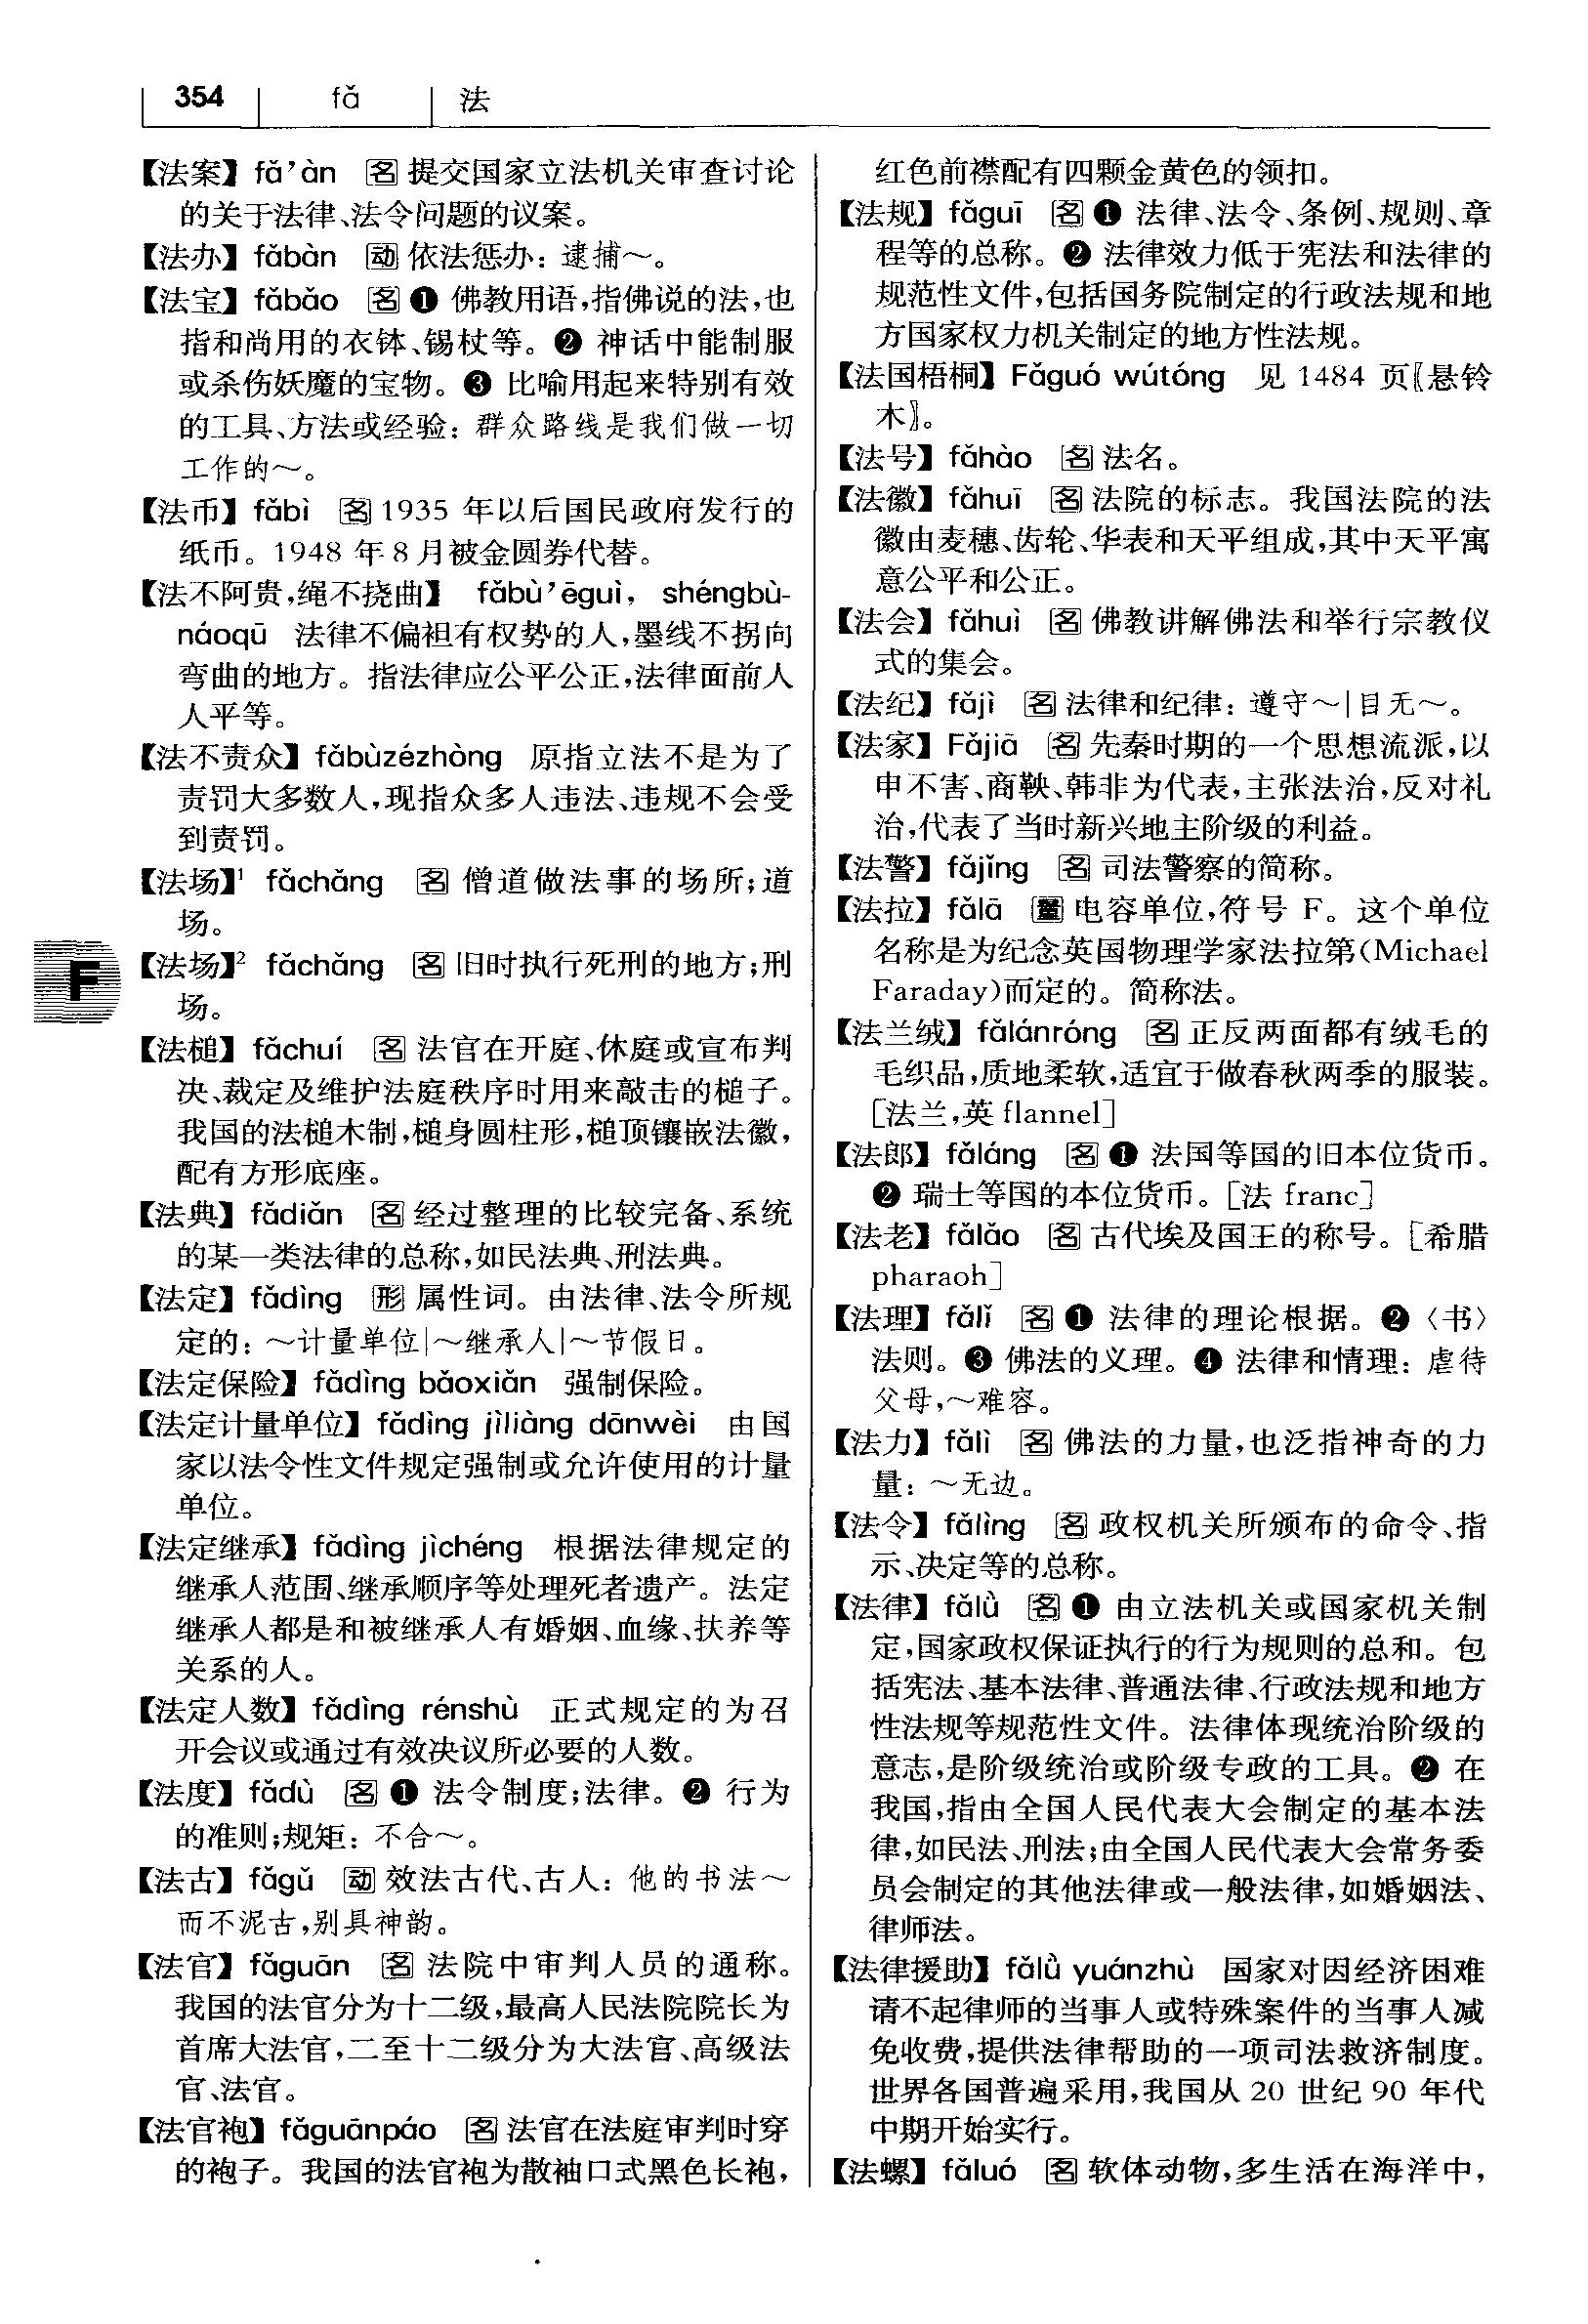 354 fǎ 法
【法案】fǎ’àn 名 提交国家立法机关审查讨论
的关于法律、法令问题的议案。
【法办】fǎbàn 动 依法惩办：逮捕～。
【法宝】fǎbǎo 名 ❶ 佛教用语，指佛说的法，也
指和尚用的衣钵、锡杖等。❷ 神话中能制服
或杀伤妖魔的宝物。❸ 比喻用起来特别有效
的工具、方法或经验：群众路线是我们做一切
工作的～。
【法币】fǎbì 名 1935 年以后国民政府发行的
纸币。1948 年 8 月被金圆券代替。
【法不阿贵，绳不挠曲】 fǎbù’ēguì，shéngbù-
náoqū 法律不偏袒有权势的人，墨线不拐向
弯曲的地方。指法律应公平公正，法律面前人
人平等。
【法不责众】fǎbùzézhòng 原指立法不是为了
责罚大多数人，现指众多人违法、违规不会受
到责罚。
【法场】¹ fǎchǎng 名 僧道做法事的场所；道
场。
【法场】² fǎchǎng 名 旧时执行死刑的地方；刑
场。
F
【法槌】fǎchuí 名 法官在开庭、休庭或宣布判
决、裁定及维护法庭秩序时用来敲击的槌子。
我国的法槌木制，槌身圆柱形，槌顶镶嵌法徽，
配有方形底座。
【法典】fǎdiǎn 名 经过整理的比较完备、系统
的某一类法律的总称，如民法典、刑法典。
【法定】fǎdìng 形 属性词。由法律、法令所规
定的：～计量单位|～继承人|～节假日。
【法定保险】fǎdìng bǎoxiǎn 强制保险。
【法定计量单位】fǎdìng jìliàng dānwèi 由国
家以法令性文件规定强制或允许使用的计量
单位。
【法定继承】fǎdìng jìchéng 根据法律规定的
继承人范围、继承顺序等处理死者遗产。法定
继承人都是和被继承人有婚姻、血缘、扶养等
关系的人。
【法定人数】fǎdìng rénshù 正式规定的为召
开会议或通过有效决议所必要的人数。
【法度】fǎdù 名 ❶ 法令制度；法律。❷ 行为
的准则；规矩：不合～。
【法古】fǎgǔ 动 效法古代、古人：他的书法～
而不泥古，别具神韵。
【法官】fǎguān 名 法院中审判人员的通称。
我国的法官分为十二级，最高人民法院院长为
首席大法官，二至十二级分为大法官、高级法
官、法官。
【法官袍】fǎguānpáo 名 法官在法庭审判时穿
的袍子。我国的法官袍为散袖口式黑色长袍，
红色前襟配有四颗金黄色的领扣。
【法规】fǎguī 名 ❶ 法律、法令、条例、规则、章
程等的总称。❷ 法律效力低于宪法和法律的
规范性文件，包括国务院制定的行政法规和地
方国家权力机关制定的地方性法规。
【法国梧桐】Fǎguó wútóng 见 1484 页〖悬铃
木〗。
【法号】fǎhào 名 法名。
【法徽】fǎhuī 名 法院的标志。我国法院的法
徽由麦穗、齿轮、华表和天平组成，其中天平寓
意公平和公正。
【法会】fǎhuì 名 佛教讲解佛法和举行宗教仪
式的集会。
【法纪】fǎjì 名 法律和纪律：遵守～|目无～。
【法家】Fǎjiā 名 先秦时期的一个思想流派，以
申不害、商鞅、韩非为代表，主张法治，反对礼
治，代表了当时新兴地主阶级的利益。
【法警】fǎjǐng 名 司法警察的简称。
【法拉】fǎlā 量 电容单位，符号 F。这个单位
名称是为纪念英国物理学家法拉第(Michael
Faraday)而定的。简称法。
【法兰绒】fǎlánróng 名 正反两面都有绒毛的
毛织品，质地柔软，适宜于做春秋两季的服装。
［法兰，英 flannel］
【法郎】fǎláng 名 ❶ 法国等国的旧本位货币。
❷ 瑞士等国的本位货币。［法 franc］
【法老】fǎlǎo 名 古代埃及国王的称号。［希腊
pharaoh］
【法理】fǎlǐ 名 ❶ 法律的理论根据。❷〈书〉
法则。❸ 佛法的义理。❹ 法律和情理：虐待
父母，～难容。
【法力】fǎlì 名 佛法的力量，也泛指神奇的力
量：～无边。
【法令】fǎlìng 名 政权机关所颁布的命令、指
示、决定等的总称。
【法律】fǎlǜ 名 ❶ 由立法机关或国家机关制
定，国家政权保证执行的行为规则的总和。包
括宪法、基本法律、普通法律、行政法规和地方
性法规等规范性文件。法律体现统治阶级的
意志，是阶级统治或阶级专政的工具。❷ 在
我国，指由全国人民代表大会制定的基本法
律，如民法、刑法；由全国人民代表大会常务委
员会制定的其他法律或一般法律，如婚姻法、
律师法。
【法律援助】fǎlǜ yuánzhù 国家对因经济困难
请不起律师的当事人或特殊案件的当事人减
免收费，提供法律帮助的一项司法救济制度。
世界各国普遍采用，我国从 20 世纪 90 年代
中期开始实行。
【法螺】fǎluó 名 软体动物，多生活在海洋中，